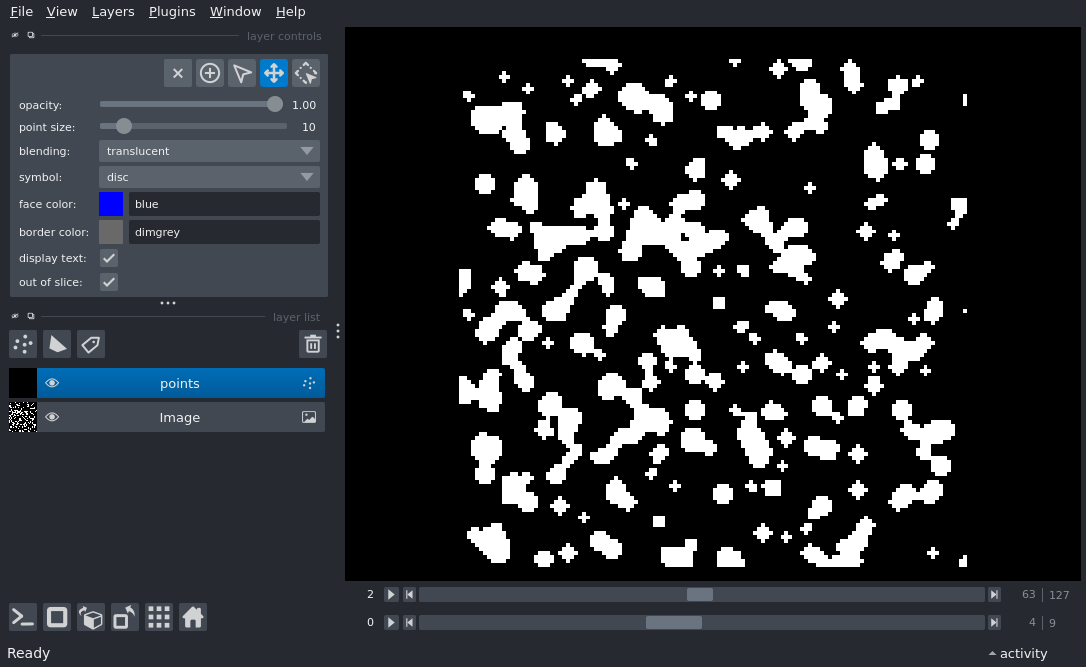 File View Layers Plugins Window Help
layer controls
opacity: 1.00
point size: 10
blending: translucent
symbol: disc
face color: blue
border color: dimgrey
display text:
out of slice:
layer list
points
Image
2 63 127
0 4 9
Ready activity